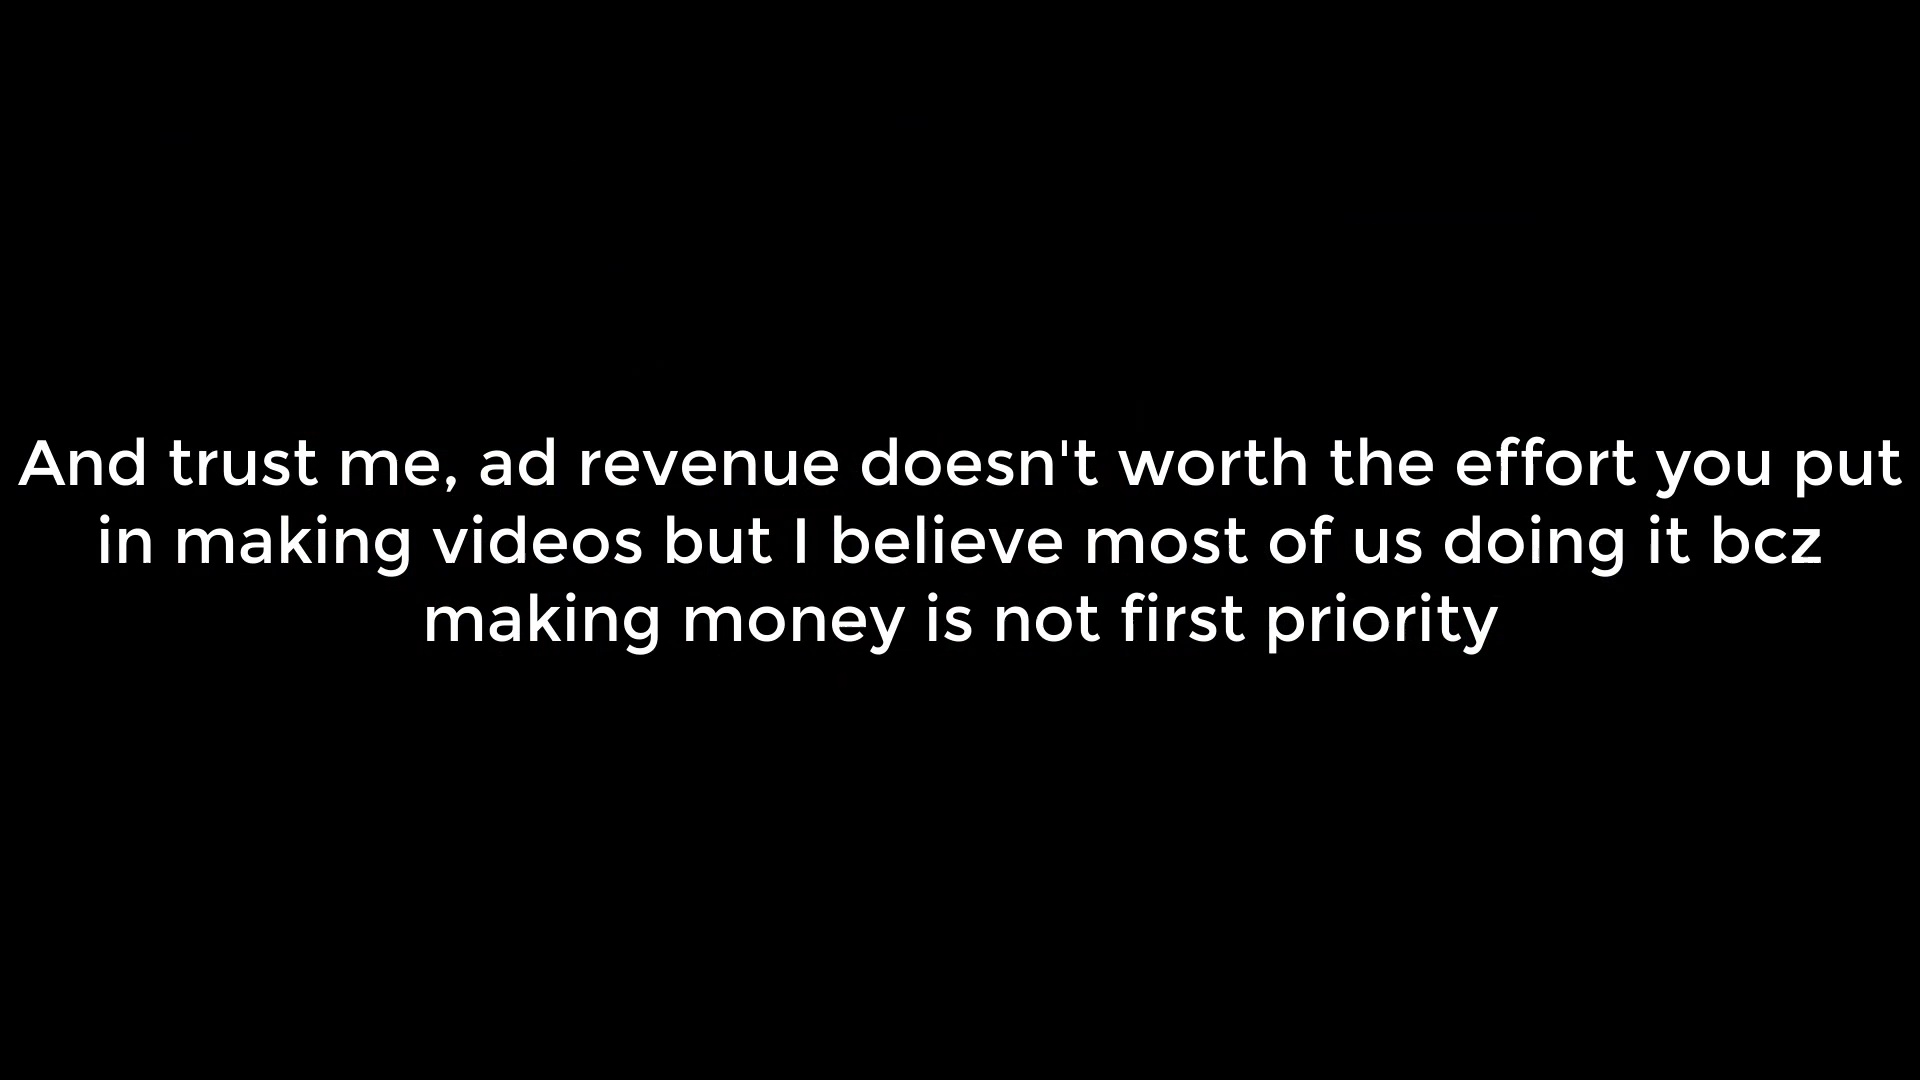 And trust me, ad revenue doesn't worth the effort you put
in making videos but I believe most of us doing it bcz
making money is not first priority